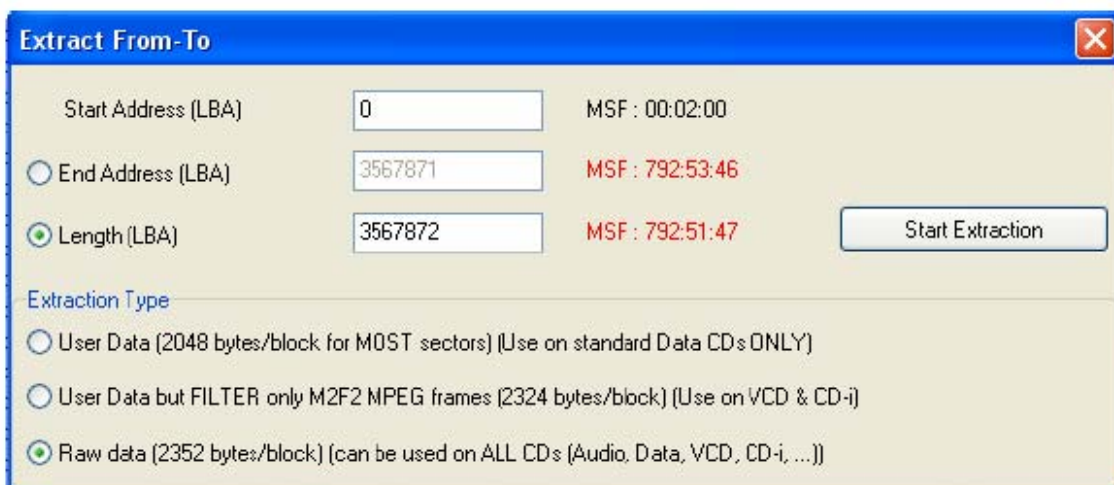 Extract From-To
Start Address (LBA) 0 MSF : 00:02:00
End Address (LBA) 3567871 MSF : 792:53:46
Length (LBA) 3567872 MSF : 792:51:47 Start Extraction
Extraction Type
User Data (2048 bytes/block for MOST sectors) (Use on standard Data CDs ONLY)
User Data but FILTER only M2F2 MPEG frames (2324 bytes/block) (Use on VCD & CD-i)
Raw data (2352 bytes/block) (can be used on ALL CDs (Audio, Data, VCD, CD-i, ...))